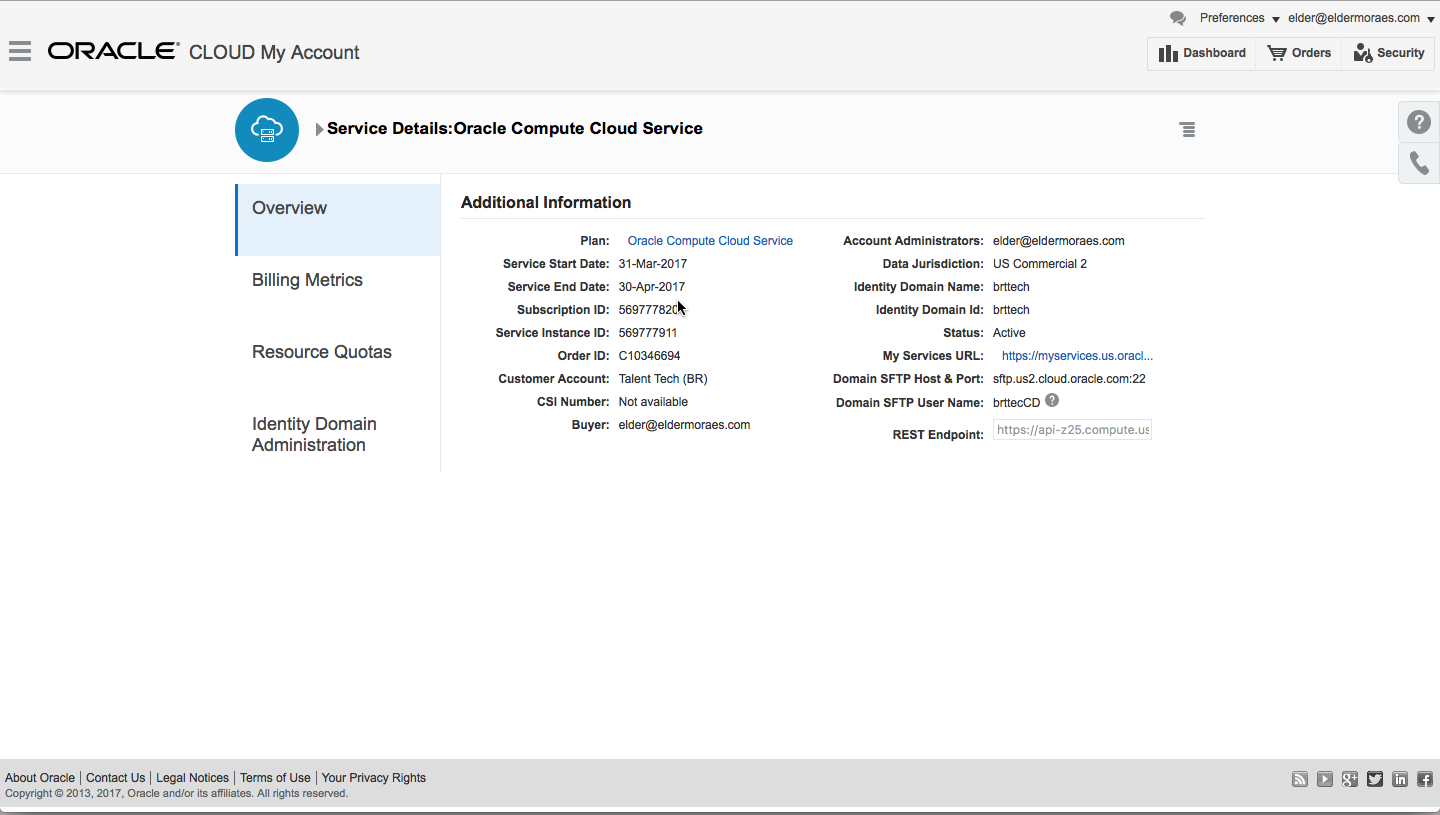 Preferences elder@eldermoraes.com
ORACLE CLOUD My Account
Dashboard Orders Security
Service Details:Oracle Compute Cloud Service
Overview
Billing Metrics
Resource Quotas
Identity Domain
Administration
Additional Information
Plan: Oracle Compute Cloud Service
Service Start Date: 31-Mar-2017
Service End Date: 30-Apr-2017
Subscription ID: 569777820
Service Instance ID: 569777911
Order ID: C10346694
Customer Account: Talent Tech (BR)
CSI Number: Not available
Buyer: elder@eldermoraes.com
Account Administrators: elder@eldermoraes.com
Data Jurisdiction: US Commercial 2
Identity Domain Name: brttech
Identity Domain Id: brttech
Status: Active
My Services URL: https://myservices.us.oracl...
Domain SFTP Host & Port: sftp.us2.cloud.oracle.com:22
Domain SFTP User Name: brttecCD ?
REST Endpoint: https://api-z25.compute.us
?
About Oracle | Contact Us | Legal Notices | Terms of Use | Your Privacy Rights
Copyright © 2013, 2017, Oracle and/or its affiliates. All rights reserved.